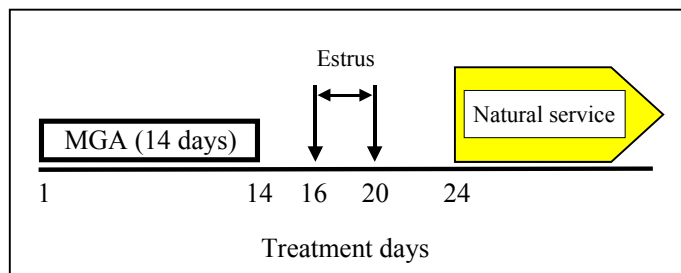 Estrus
Natural service
MGA (14 days)
1 14 16 20 24
Treatment days